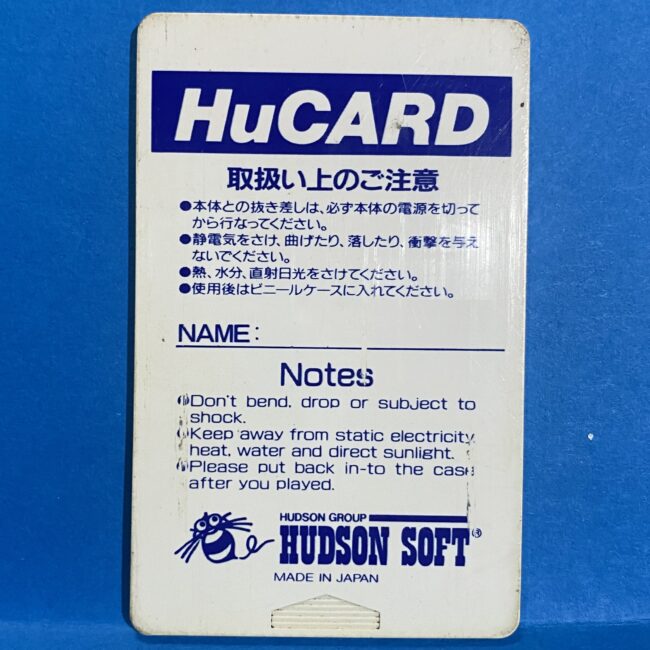 HuCARD
取扱い上のご注意
●本体との抜き差しは、必ず本体の電源を切って
から行なってください。
●静電気をさけ、曲げたり、落したり、衝撃を与え
ないでください。
●熱、水分、直射日光をさけてください。
●使用後はビニールケースに入れてください。
NAME:
Notes
●Don't bend, drop or subject to
shock.
●Keep away from static electricity,
heat, water and direct sunlight.
●Please put back in-to the case
after you played.
HUDSON GROUP
HUDSON SOFT®
MADE IN JAPAN